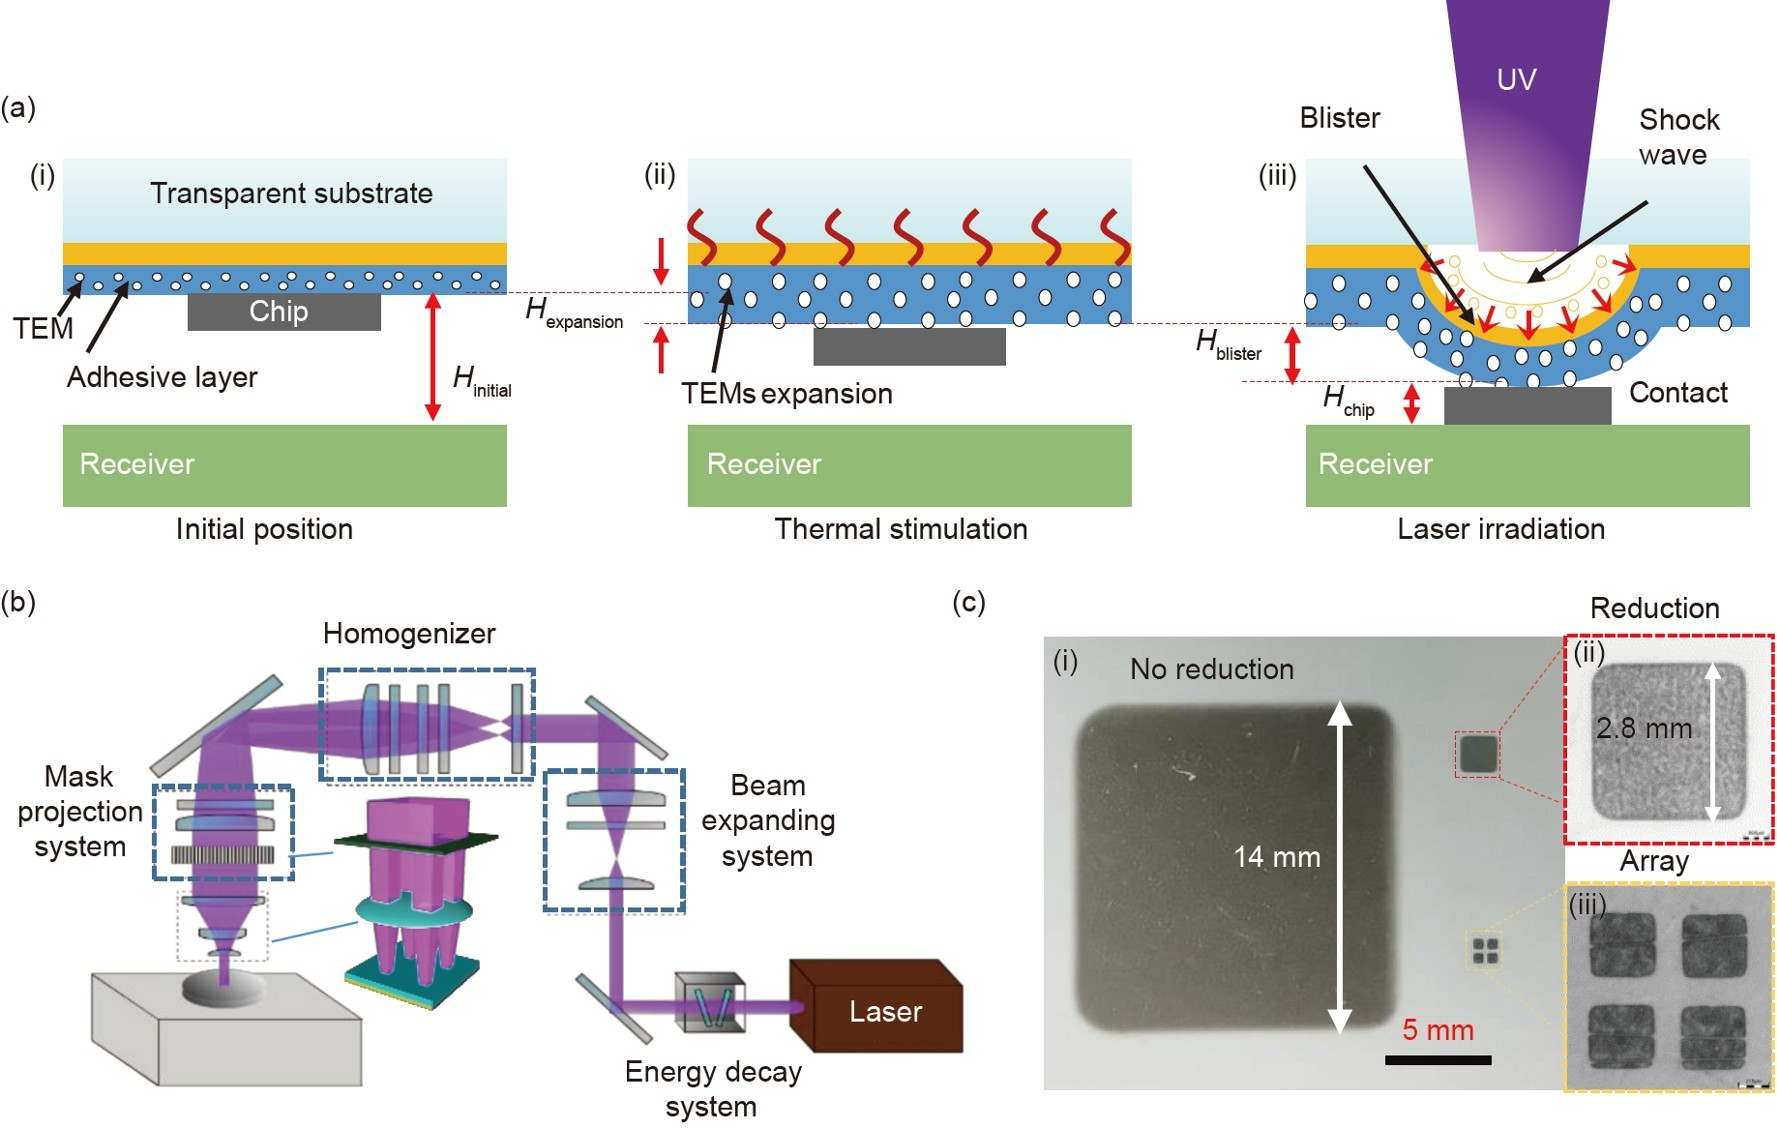 (a)
(i)
Transparent substrate
Chip
TEM
Adhesive layer
H initial
Receiver
Initial position
(ii)
H expansion
TEMs expansion
Receiver
Thermal stimulation
(iii)
UV
Blister
Shock
wave
H blister
H chip
Contact
Receiver
Laser irradiation
(b)
Homogenizer
Mask
projection
system
Beam
expanding
system
Laser
Energy decay
system
(c)
(i)
No reduction
14 mm
5 mm
Reduction
(ii)
2.8 mm
Array
(iii)